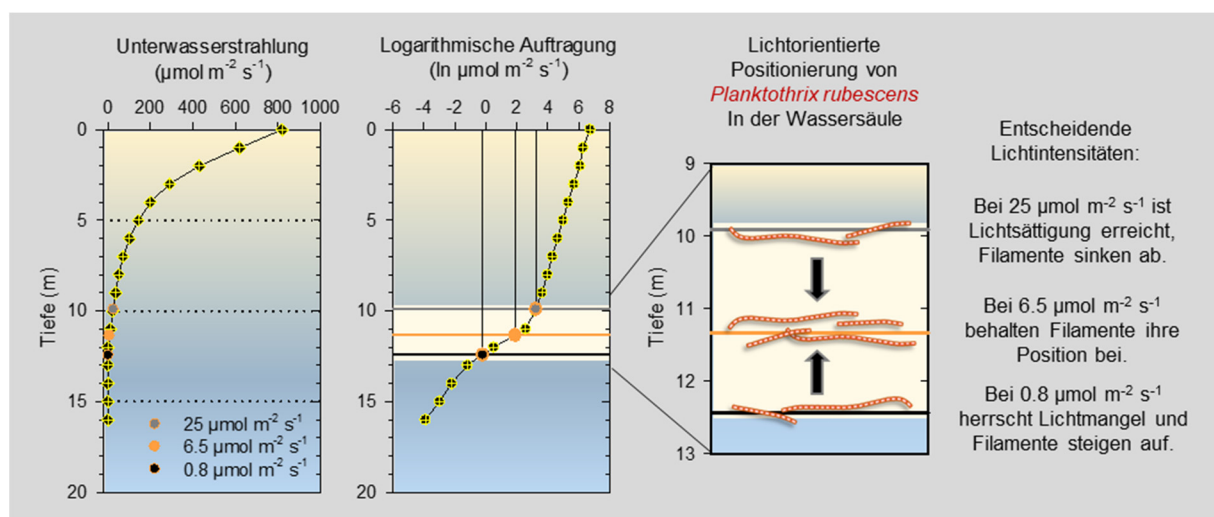 Unterwasserstrahlung
(µmol m-2 s-1)
0 200 400 600 800 1000
Tiefe (m)
0
5
10
15
20
25 µmol m-2 s-1
6.5 µmol m-2 s-1
0.8 µmol m-2 s-1
Logarithmische Auftragung
(ln µmol m-2 s-1)
-6 -4 -2 0 2 4 6 8
Tiefe (m)
0
5
10
15
20
Lichtorientierte
Positionierung von
Planktothrix rubescens
In der Wassersäule
Tiefe (m)
9
10
11
12
13
Entscheidende
Lichtintensitäten:
Bei 25 µmol m-2 s-1 ist
Lichtsättigung erreicht,
Filamente sinken ab.
Bei 6.5 µmol m-2 s-1
behalten Filamente ihre
Position bei.
Bei 0.8 µmol m-2 s-1
herrscht Lichtmangel und
Filamente steigen auf.